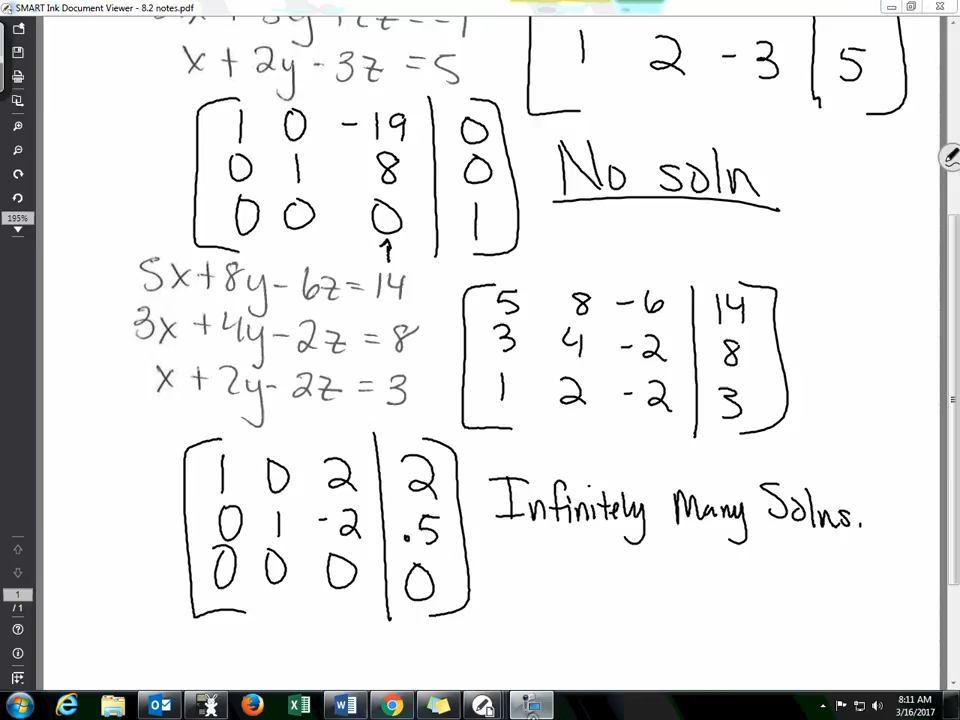 SMART Ink Document Viewer - 8.2 notes.pdf
x + 2y - 3z = 5
1 2 -3 | 5
1 0 -19 | 0
0 1 8 | 0
0 0 0 | 1
No soln
5x + 8y - 6z = 14
3x + 4y - 2z = 8
x + 2y - 2z = 3
5 8 -6 | 14
3 4 -2 | 8
1 2 -2 | 3
1 0 2 | 2
0 1 -2 | .5
0 0 0 | 0
Infinitely Many Solns.
195%
1
/ 1
8:11 AM
3/16/2017